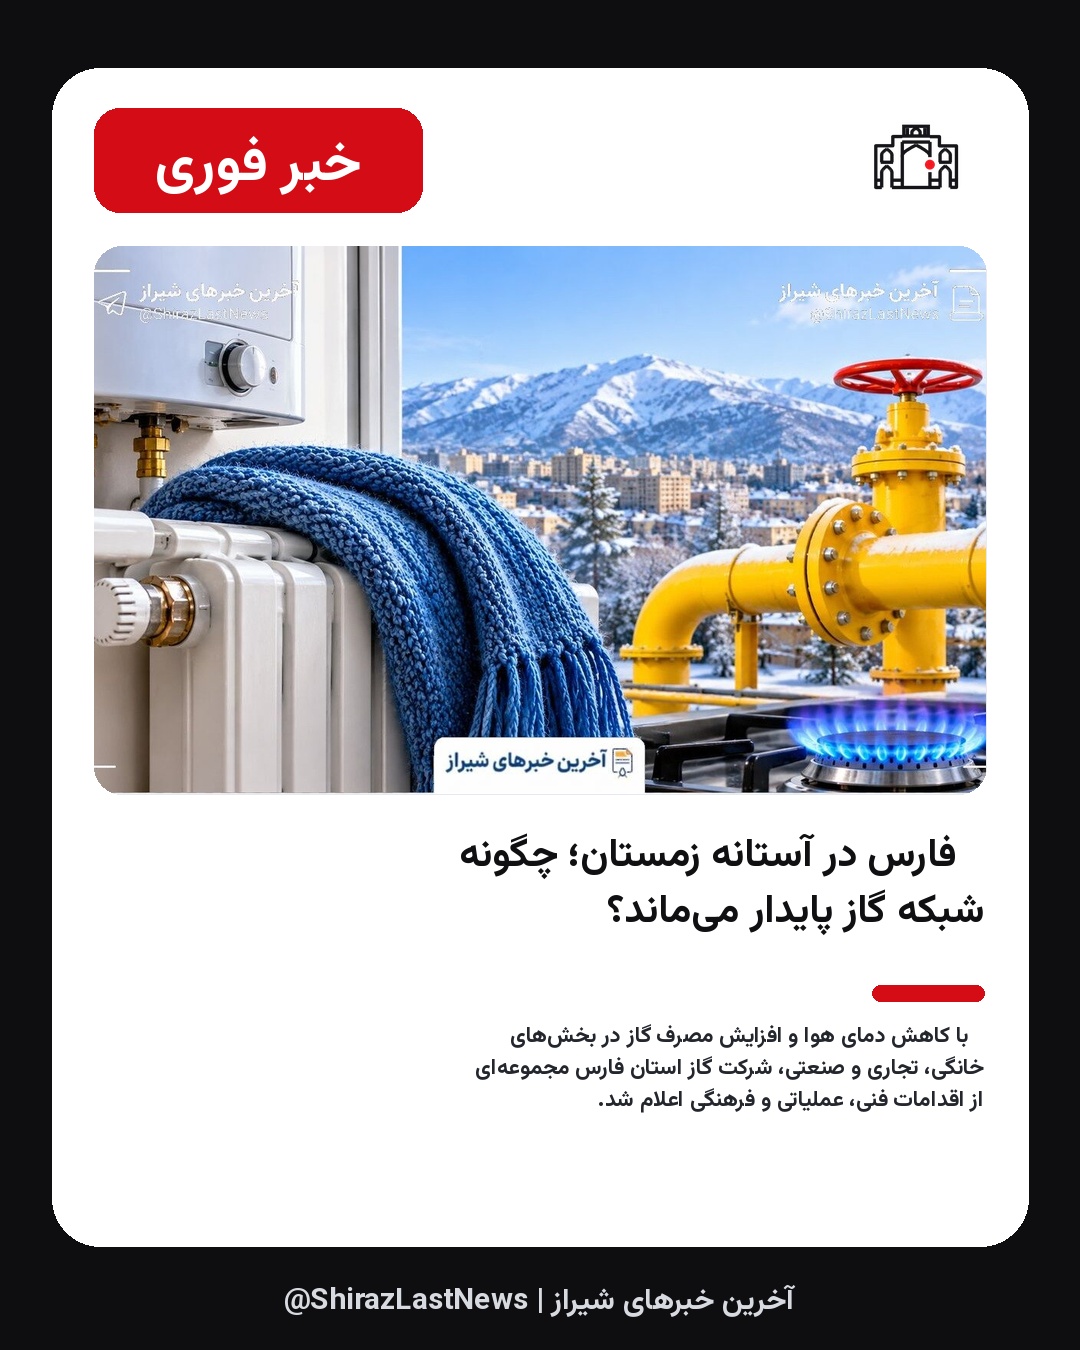 خبر فوری
آخرین خبرهای شیراز
@ShirazLastNews
آخرین خبرهای شیراز
@ShirazLastNews
آخرین خبرهای شیراز
فارس در آستانه زمستان؛ چگونه
شبکه گاز پایدار می‌ماند؟
با کاهش دمای هوا و افزایش مصرف گاز در بخش‌های
خانگی، تجاری و صنعتی، شرکت گاز استان فارس مجموعه‌ای
از اقدامات فنی، عملیاتی و فرهنگی اعلام شد.
آخرین خبرهای شیراز | ShirazLastNews@